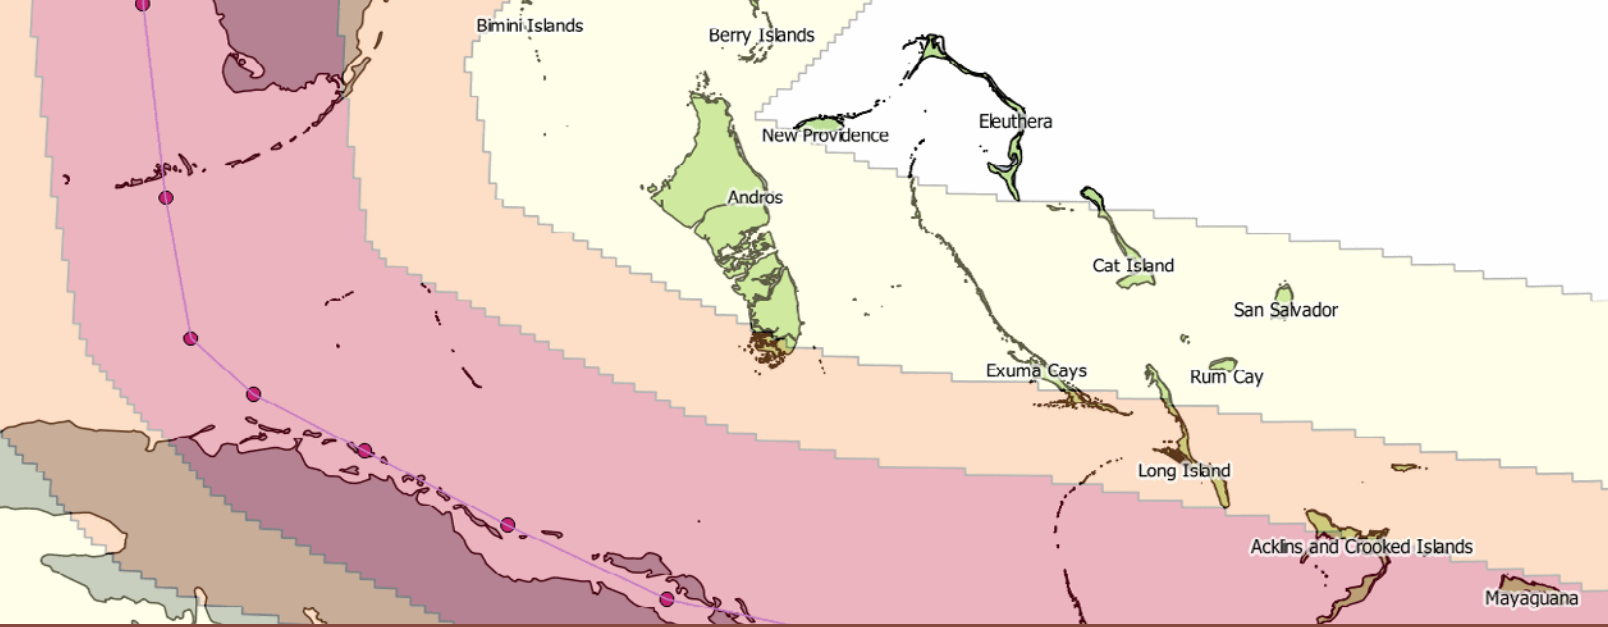 Bimini Islands
Berry Islands
New Providence
Eleuthera
Andros
Cat Island
San Salvador
Exuma Cays
Rum Cay
Long Island
Acklins and Crooked Islands
Mayaguana